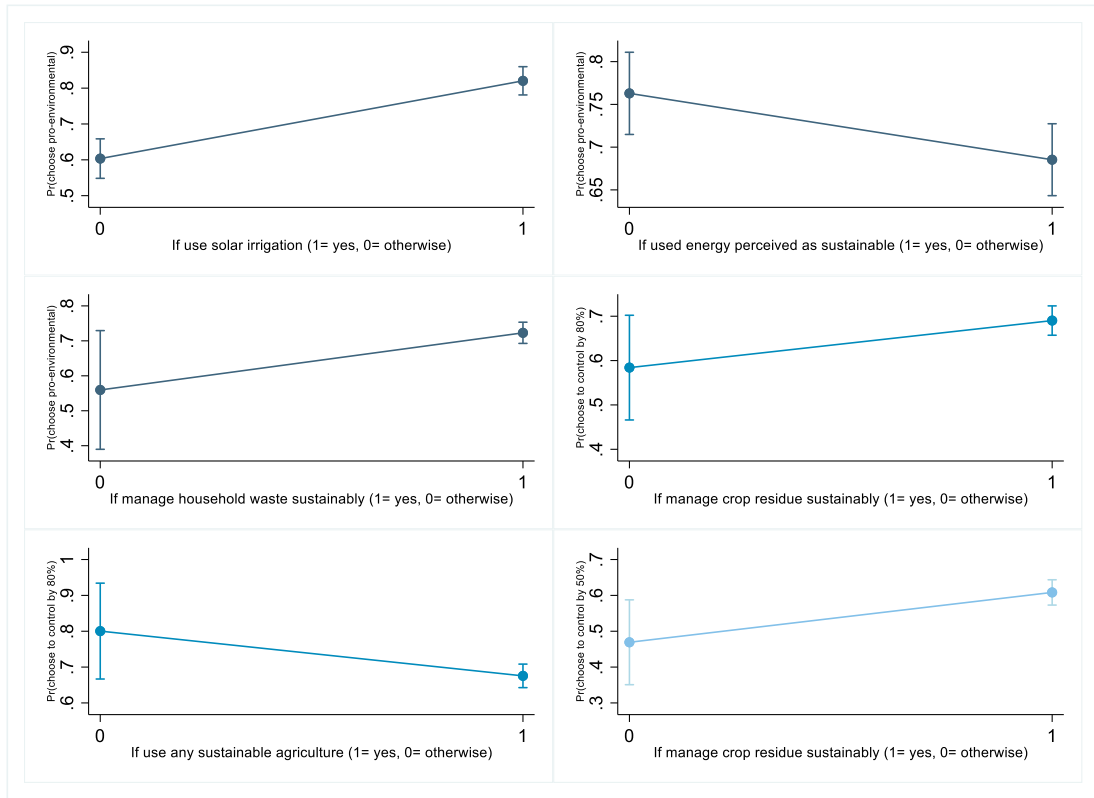 Pr(choose pro-environmental)
.9
.8
.7
.6
.5
0 1
If use solar irrigation (1= yes, 0= otherwise)
Pr(choose pro-environmental)
.8
.75
.7
.65
0 1
If used energy perceived as sustainable (1= yes, 0= otherwise)
Pr(choose pro-environmental)
.8
.7
.6
.5
.4
0 1
If manage household waste sustainably (1= yes, 0= otherwise)
Pr(choose to control by 80%)
.7
.6
.5
.4
0 1
If manage crop residue sustainably (1= yes, 0= otherwise)
Pr(choose to control by 80%)
1
.9
.8
.7
.6
0 1
If use any sustainable agriculture (1= yes, 0= otherwise)
Pr(choose to control by 50%)
.7
.6
.5
.4
.3
0 1
If manage crop residue sustainably (1= yes, 0= otherwise)